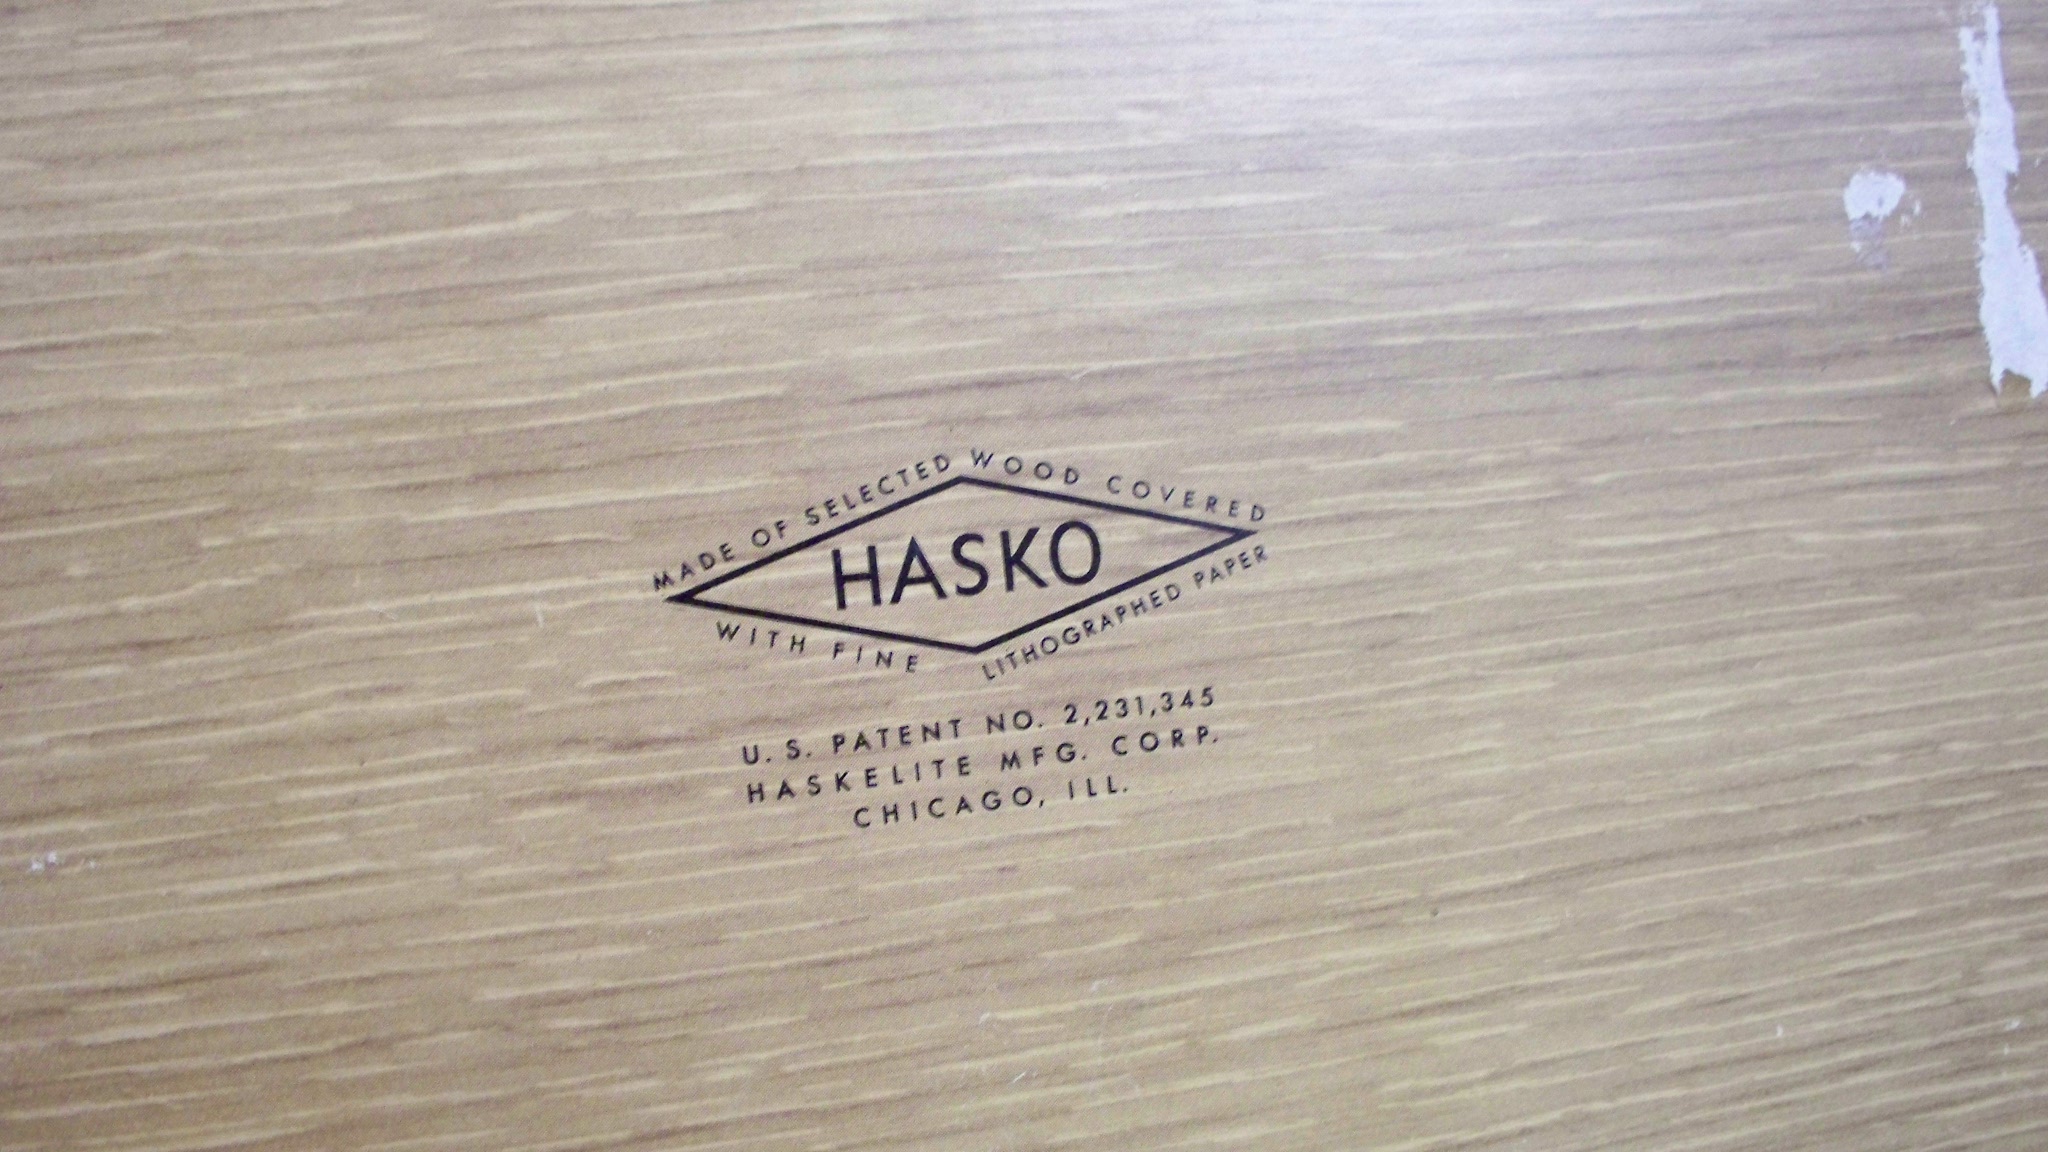 MADE OF SELECTED WOOD COVERED
HASKO
WITH FINE LITHOGRAPHED PAPER
U. S. PATENT NO. 2,231,345
HASKELITE MFG. CORP.
CHICAGO, ILL.